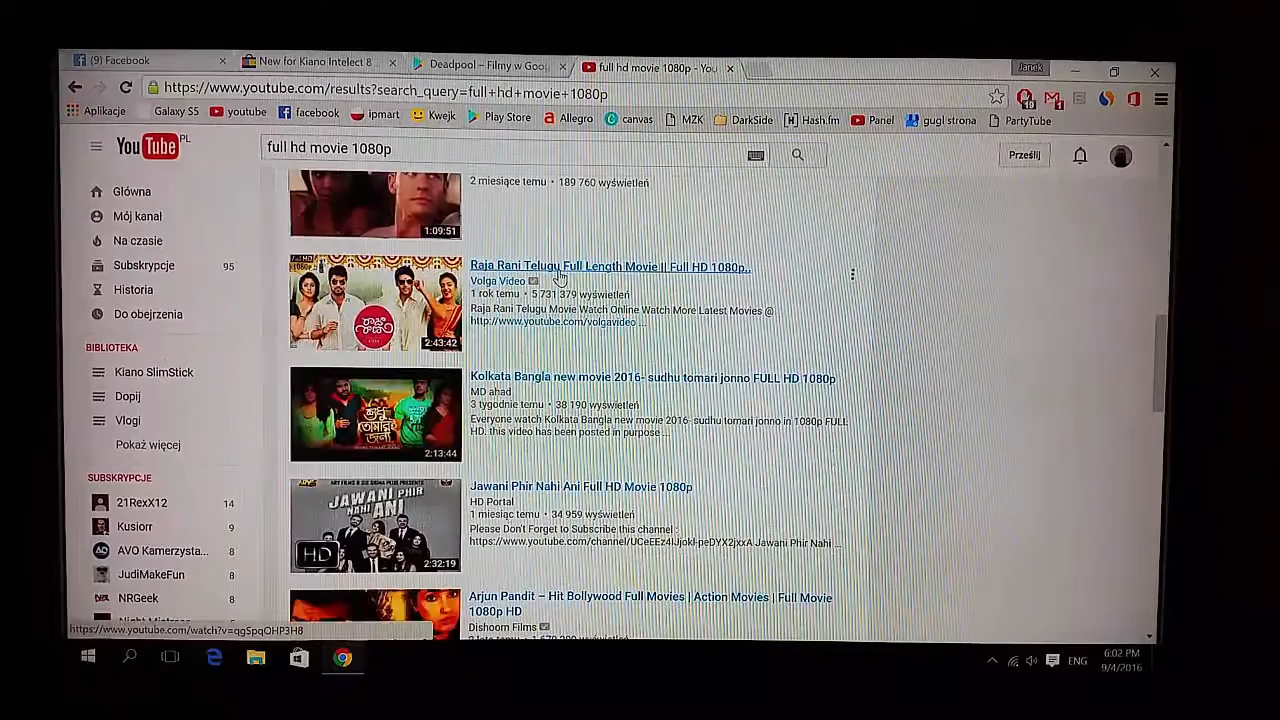 (9) Facebook
New for Kiano Intelect 8
Deadpool – Filmy w Goo
full hd movie 1080p - You
Janek
https://www.youtube.com/results?search_query=full+hd+movie+1080p
19
1
Aplikacje
Galaxy S5
youtube
facebook
ipmart
Kwejk
Play Store
Allegro
canvas
MZK
DarkSide
Hash.fm
Panel
gugl strona
PartyTube
YouTube PL
full hd movie 1080p
Prześlij
Główna
Mój kanał
Na czasie
Subskrypcje 95
Historia
Do obejrzenia
BIBLIOTEKA
Kiano SlimStick
Dopij
Vlogi
Pokaż więcej
SUBSKRYPCJE
21RexX12 14
Kusiorr 9
AVO Kamerzysta... 8
JudiMakeFun 8
NRGeek 8
2 miesiące temu • 189 760 wyświetleń
1:09:51
Raja Rani Telugu Full Length Movie || Full HD 1080p..
Volga Video
1 rok temu • 5 731 379 wyświetleń
Raja Rani Telugu Movie Watch Online Watch More Latest Movies @
http://www.youtube.com/volgavideo ...
1080p
2:43:42
Kolkata Bangla new movie 2016- sudhu tomari jonno FULL HD 1080p
MD ahad
3 tygodnie temu • 38 190 wyświetleń
Everyone watch Kolkata Bangla new movie 2016- sudhu tomari jonno in 1080p FULL
HD. this video has been posted in purpose ...
শুধু
তোমারই
জন্য
2:13:44
Jawani Phir Nahi Ani Full HD Movie 1080p
HD Portal
1 miesiąc temu • 34 959 wyświetleń
Please Don't Forget to Subscribe this channel :
JAWANI PHIR
NAHI ANI
HD
2:32:19
Arjun Pandit – Hit Bollywood Full Movies | Action Movies | Full Movie
1080p HD
Dishoom Films
https://www.youtube.com/watch?v=qgSpqOHP3H8
ENG
6:02 PM
9/4/2016